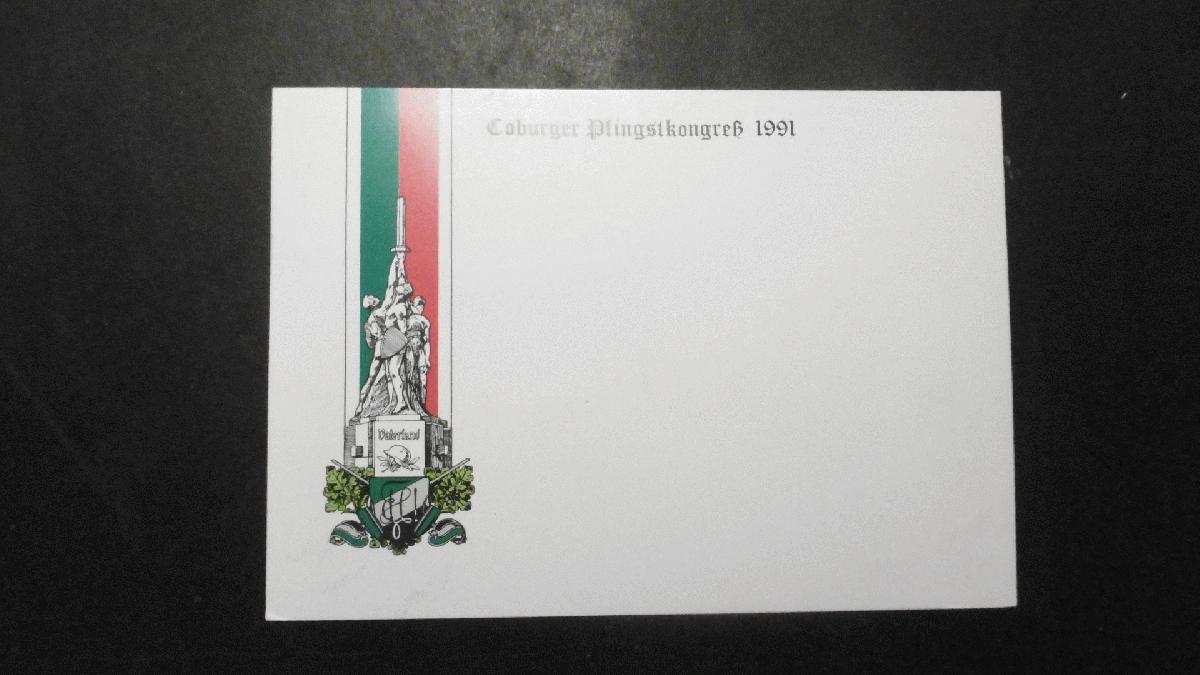 Coburger Pfingstkongreß 1991
Vaterland